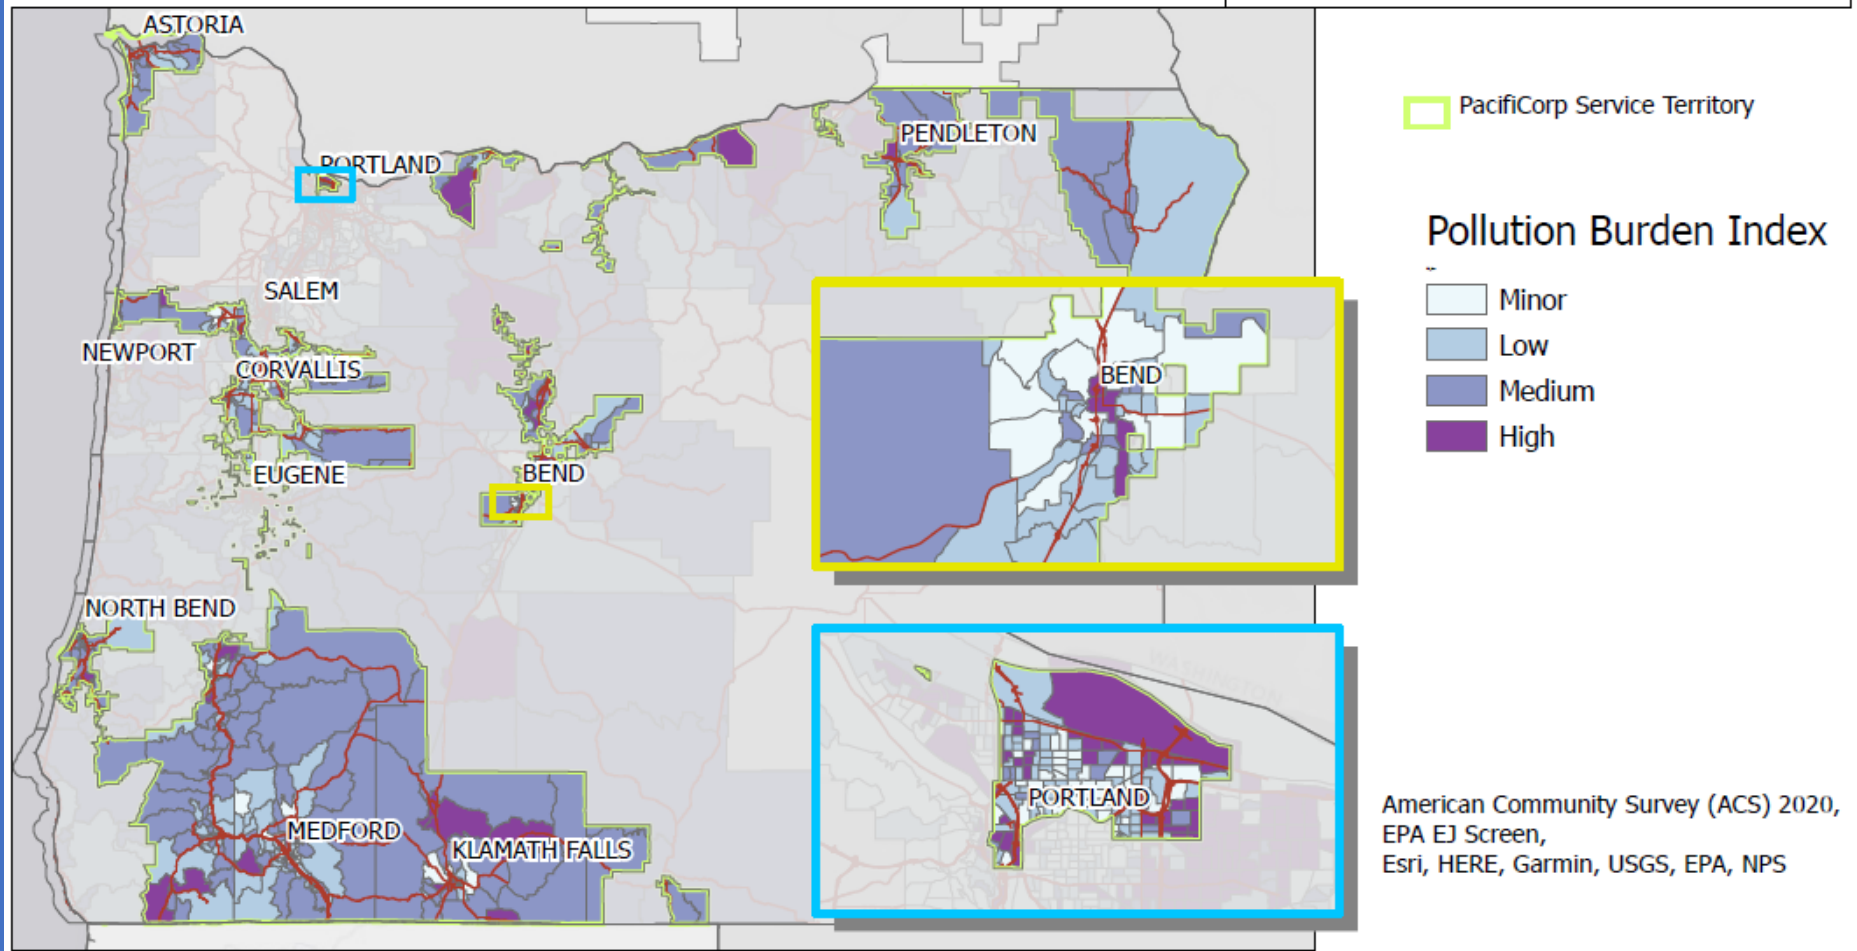 ASTORIA
PORTLAND
PENDLETON
SALEM
NEWPORT
CORVALLIS
EUGENE
BEND
NORTH BEND
MEDFORD
KLAMATH FALLS
BEND
WASHINGTON
PORTLAND
PacifiCorp Service Territory
Pollution Burden Index
Minor
Low
Medium
High
American Community Survey (ACS) 2020,
EPA EJ Screen,
Esri, HERE, Garmin, USGS, EPA, NPS